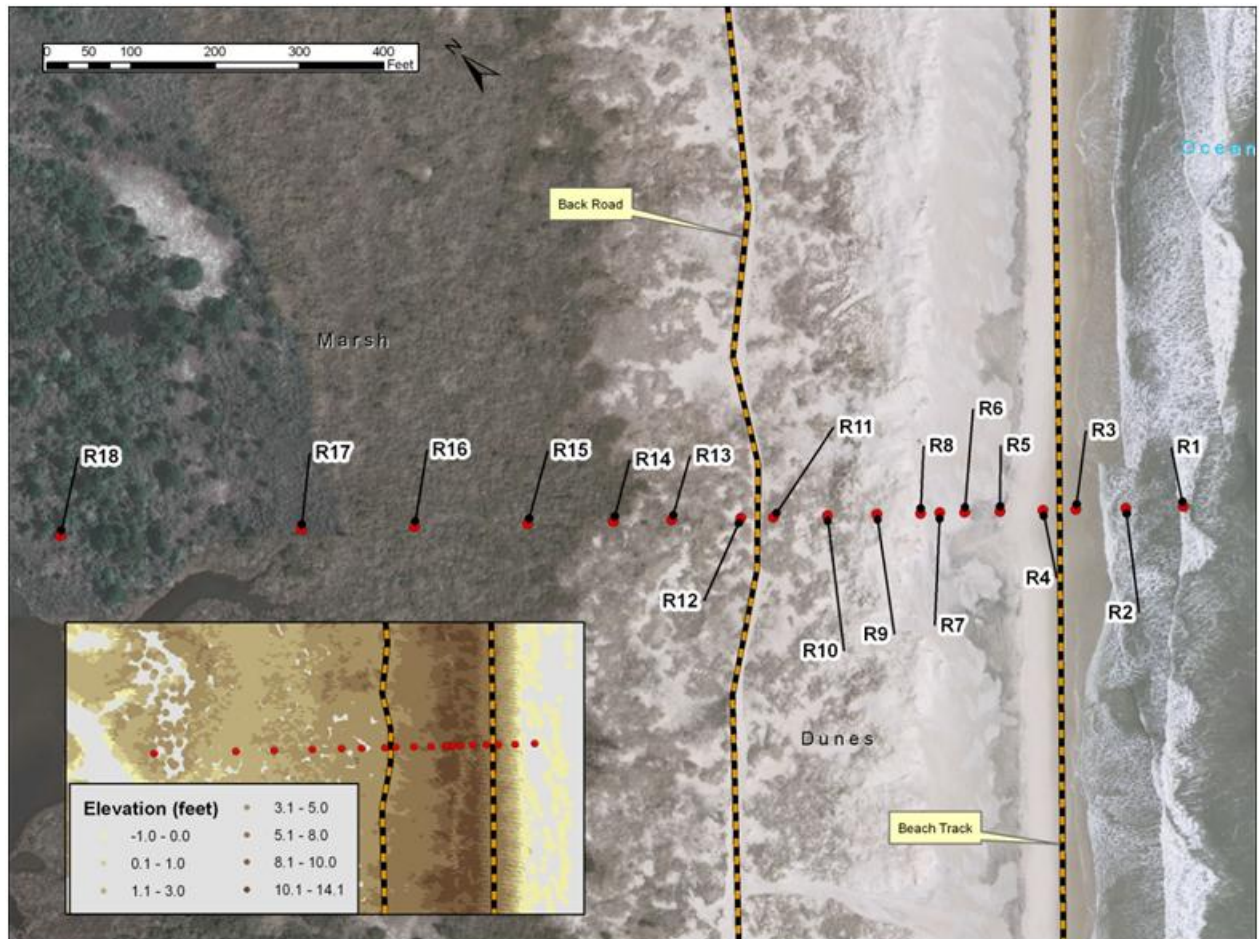 0 50 100 200 300 400
Feet
N
Ocean
Back Road
Marsh
R18
R17
R16
R15
R14
R13
R12
R11
R10
R9
R8
R7
R6
R5
R4
R3
R2
R1
Dunes
Beach Track
Elevation (feet)
-1.0 - 0.0
0.1 - 1.0
1.1 - 3.0
3.1 - 5.0
5.1 - 8.0
8.1 - 10.0
10.1 - 14.1